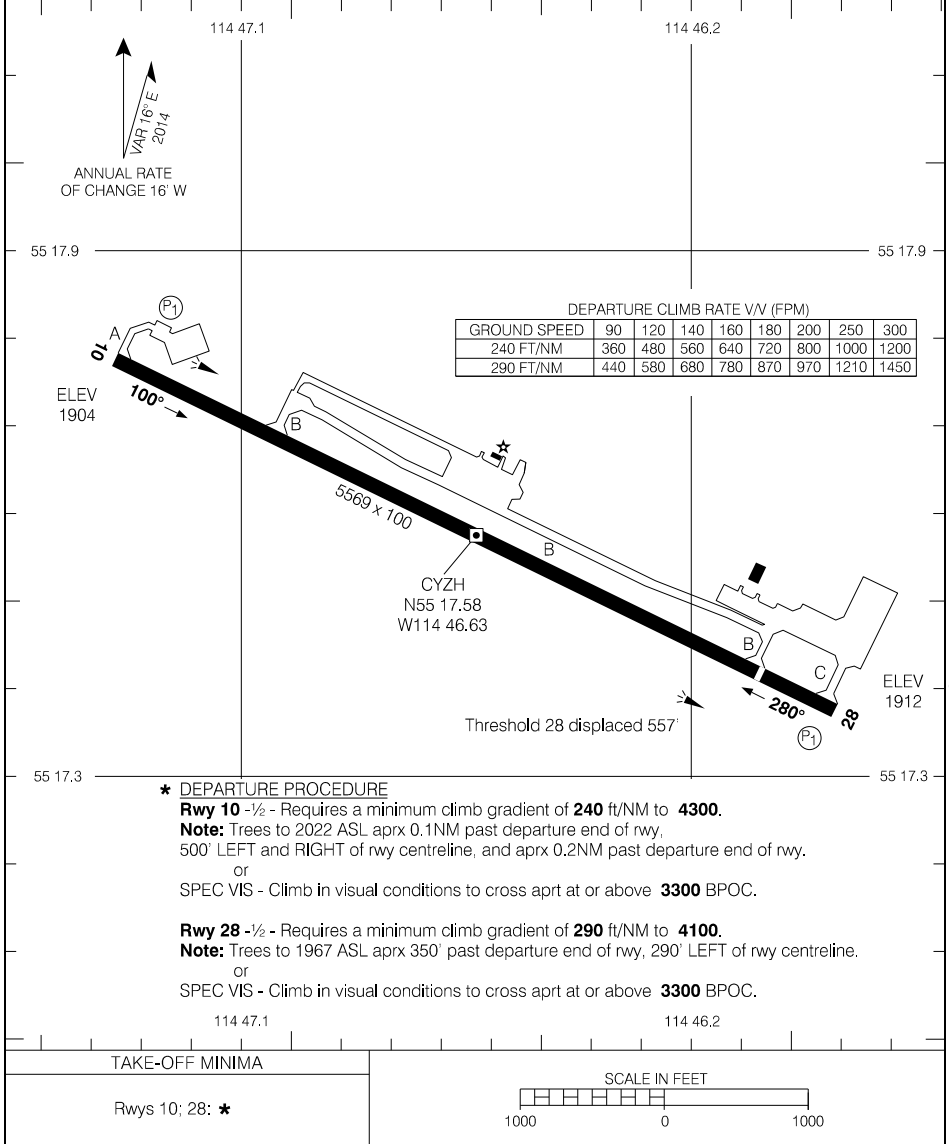 114 47.1
114 46.2
VAR 16° E
2014
ANNUAL RATE
OF CHANGE 16' W
55 17.9
55 17.9
DEPARTURE CLIMB RATE V/V (FPM)
GROUND SPEED 90 120 140 160 180 200 250 300
240 FT/NM 360 480 560 640 720 800 1000 1200
290 FT/NM 440 580 680 780 870 970 1210 1450
P1
A
10
ELEV
1904
100°
B
5569 x 100
B
CYZH
N55 17.58
W114 46.63
B
C
ELEV
1912
280°
28
Threshold 28 displaced 557'
P1
55 17.3
55 17.3
* DEPARTURE PROCEDURE
Rwy 10 -½ - Requires a minimum climb gradient of 240 ft/NM to 4300.
Note: Trees to 2022 ASL aprx 0.1NM past departure end of rwy,
500' LEFT and RIGHT of rwy centreline, and aprx 0.2NM past departure end of rwy.
or
SPEC VIS - Climb in visual conditions to cross aprt at or above 3300 BPOC.
Rwy 28 -½ - Requires a minimum climb gradient of 290 ft/NM to 4100.
Note: Trees to 1967 ASL aprx 350' past departure end of rwy, 290' LEFT of rwy centreline.
or
SPEC VIS - Climb in visual conditions to cross aprt at or above 3300 BPOC.
114 47.1
114 46.2
TAKE-OFF MINIMA
Rwys 10; 28: *
SCALE IN FEET
1000 0 1000